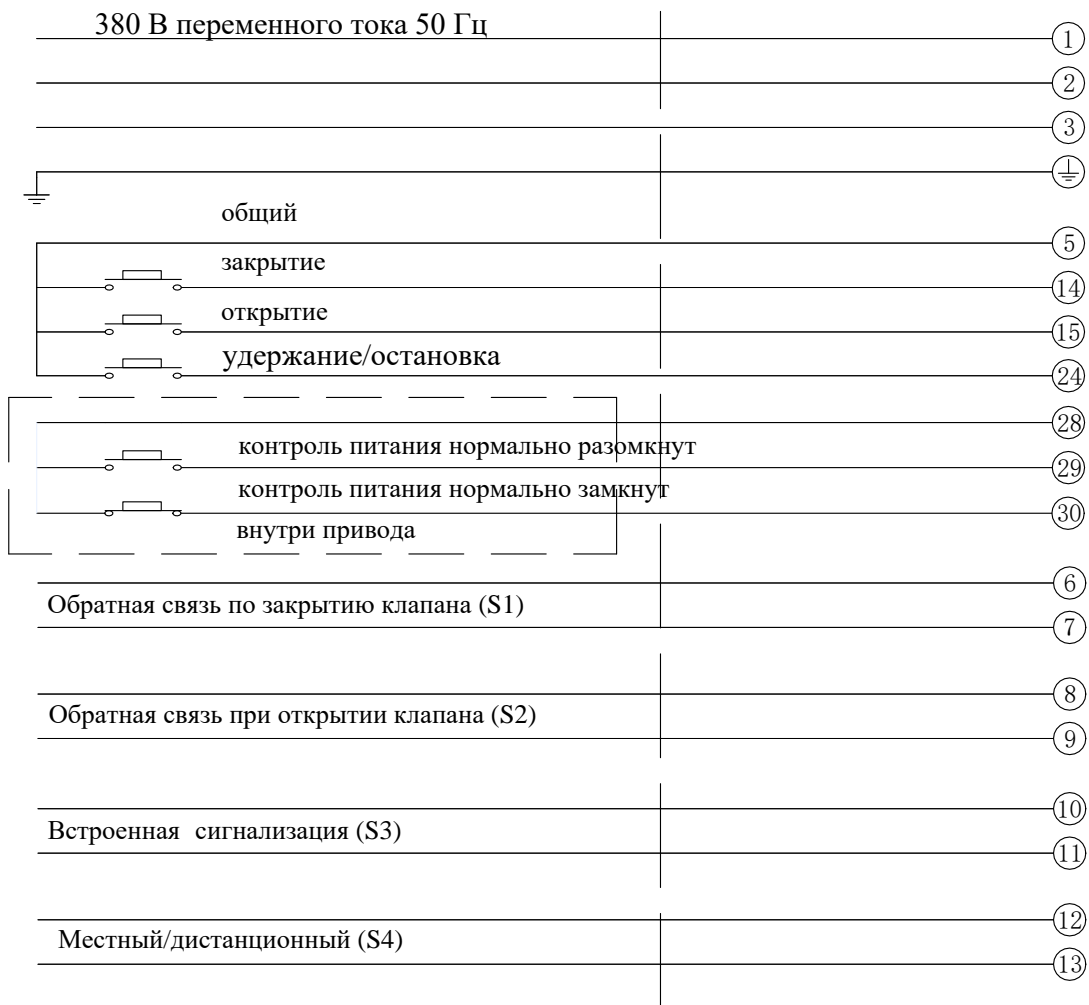 380 В переменного тока 50 Гц
1
2
3
общий
5
закрытие
14
открытие
15
удержание/остановка
24
28
контроль питания нормально разомкнут
29
контроль питания нормально замкнут
30
внутри привода
6
Обратная связь по закрытию клапана (S1)
7
8
Обратная связь при открытии клапана (S2)
9
10
Встроенная сигнализация (S3)
11
12
Местный/дистанционный (S4)
13